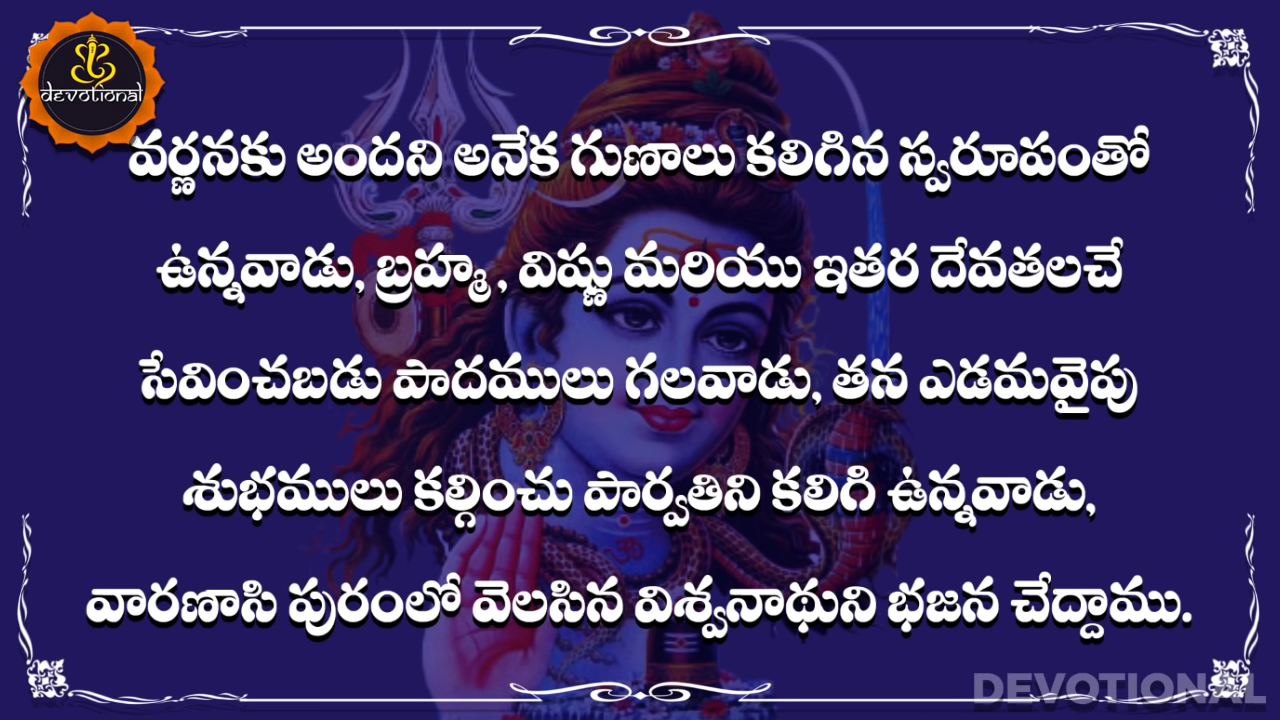 devotional
వర్ణనకు అందని అనేక గుణాలు కలిగిన స్వరూపంతో
ఉన్నవాడు, బ్రహ్మ, విష్ణు మరియు ఇతర దేవతలచే
సేవించబడు పాదములు గలవాడు, తన ఎడమవైపు
శుభములు కల్గించు పార్వతిని కలిగి ఉన్నవాడు,
వారణాసి పురంలో వెలసిన విశ్వనాథుని భజన చేద్దాము.
DEVOTIONAL